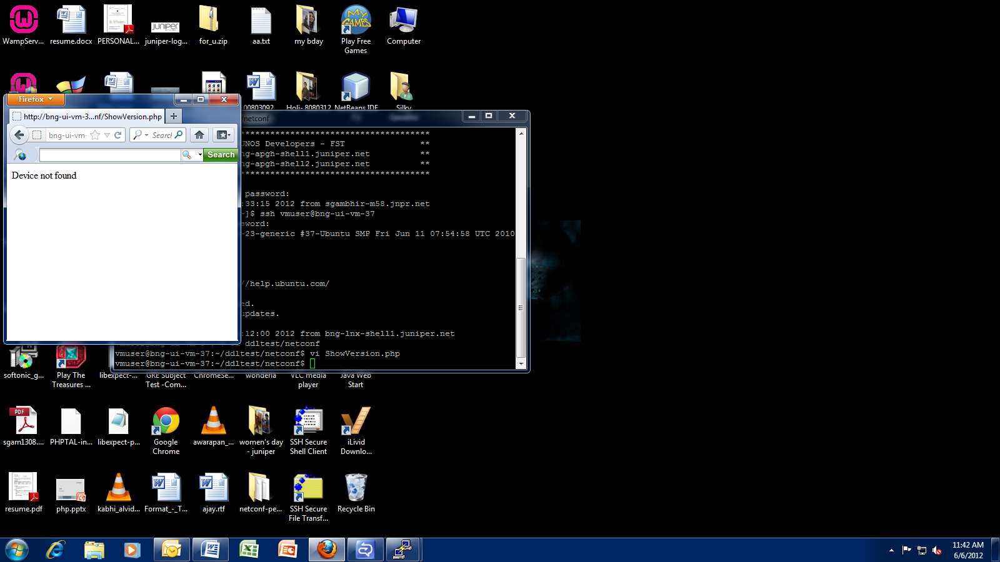 WampServ...
resume.docx
PERSONAL...
juniper-log...
for_u.zip
aa.txt
my bday
Play Free
Games
Computer
00803092
Holi- 8080312
NetBeans IDE
Silky
Firefox
http://bng-ui-vm-3...nf/ShowVersion.php
bng-ui-vm-
Search
Search
Device not found
/netconf
*************************************
UNOS Developers - FST **
ng-apgh-shell1.juniper.net **
ng-apgh-shell2.juniper.net **
*************************************
password:
:33:15 2012 from sgambhir-m58.jnpr.net
~]$ ssh vmuser@bng-ui-vm-37
sword:
-23-generic #37-Ubuntu SMP Fri Jun 11 07:54:58 UTC 2010
//help.ubuntu.com/
ed.
updates.
:12:00 2012 from bng-lnx-shell1.juniper.net
ddltest/netconf
vmuser@bng-ui-vm-37:~/ddltest/netconf$ vi ShowVersion.php
vmuser@bng-ui-vm-37:~/ddltest/netconf$
softonic_g...
Play The
Treasures ...
libexpect-...
GRE Subject
Test -Com...
ChromeSe...
wonderla
VLC media
player
Java Web
Start
sgam1308....
PHPTAL-in...
libexpect-p...
Google
Chrome
awarapan_...
women's day
- juniper
SSH Secure
Shell Client
iLivid
Downlo...
resume.pdf
php.pptx
kabhi_alvid...
Format_-_T...
ajay.rtf
netconf-pe...
SSH Secure
File Transf...
Recycle Bin
11:42 AM
6/6/2012